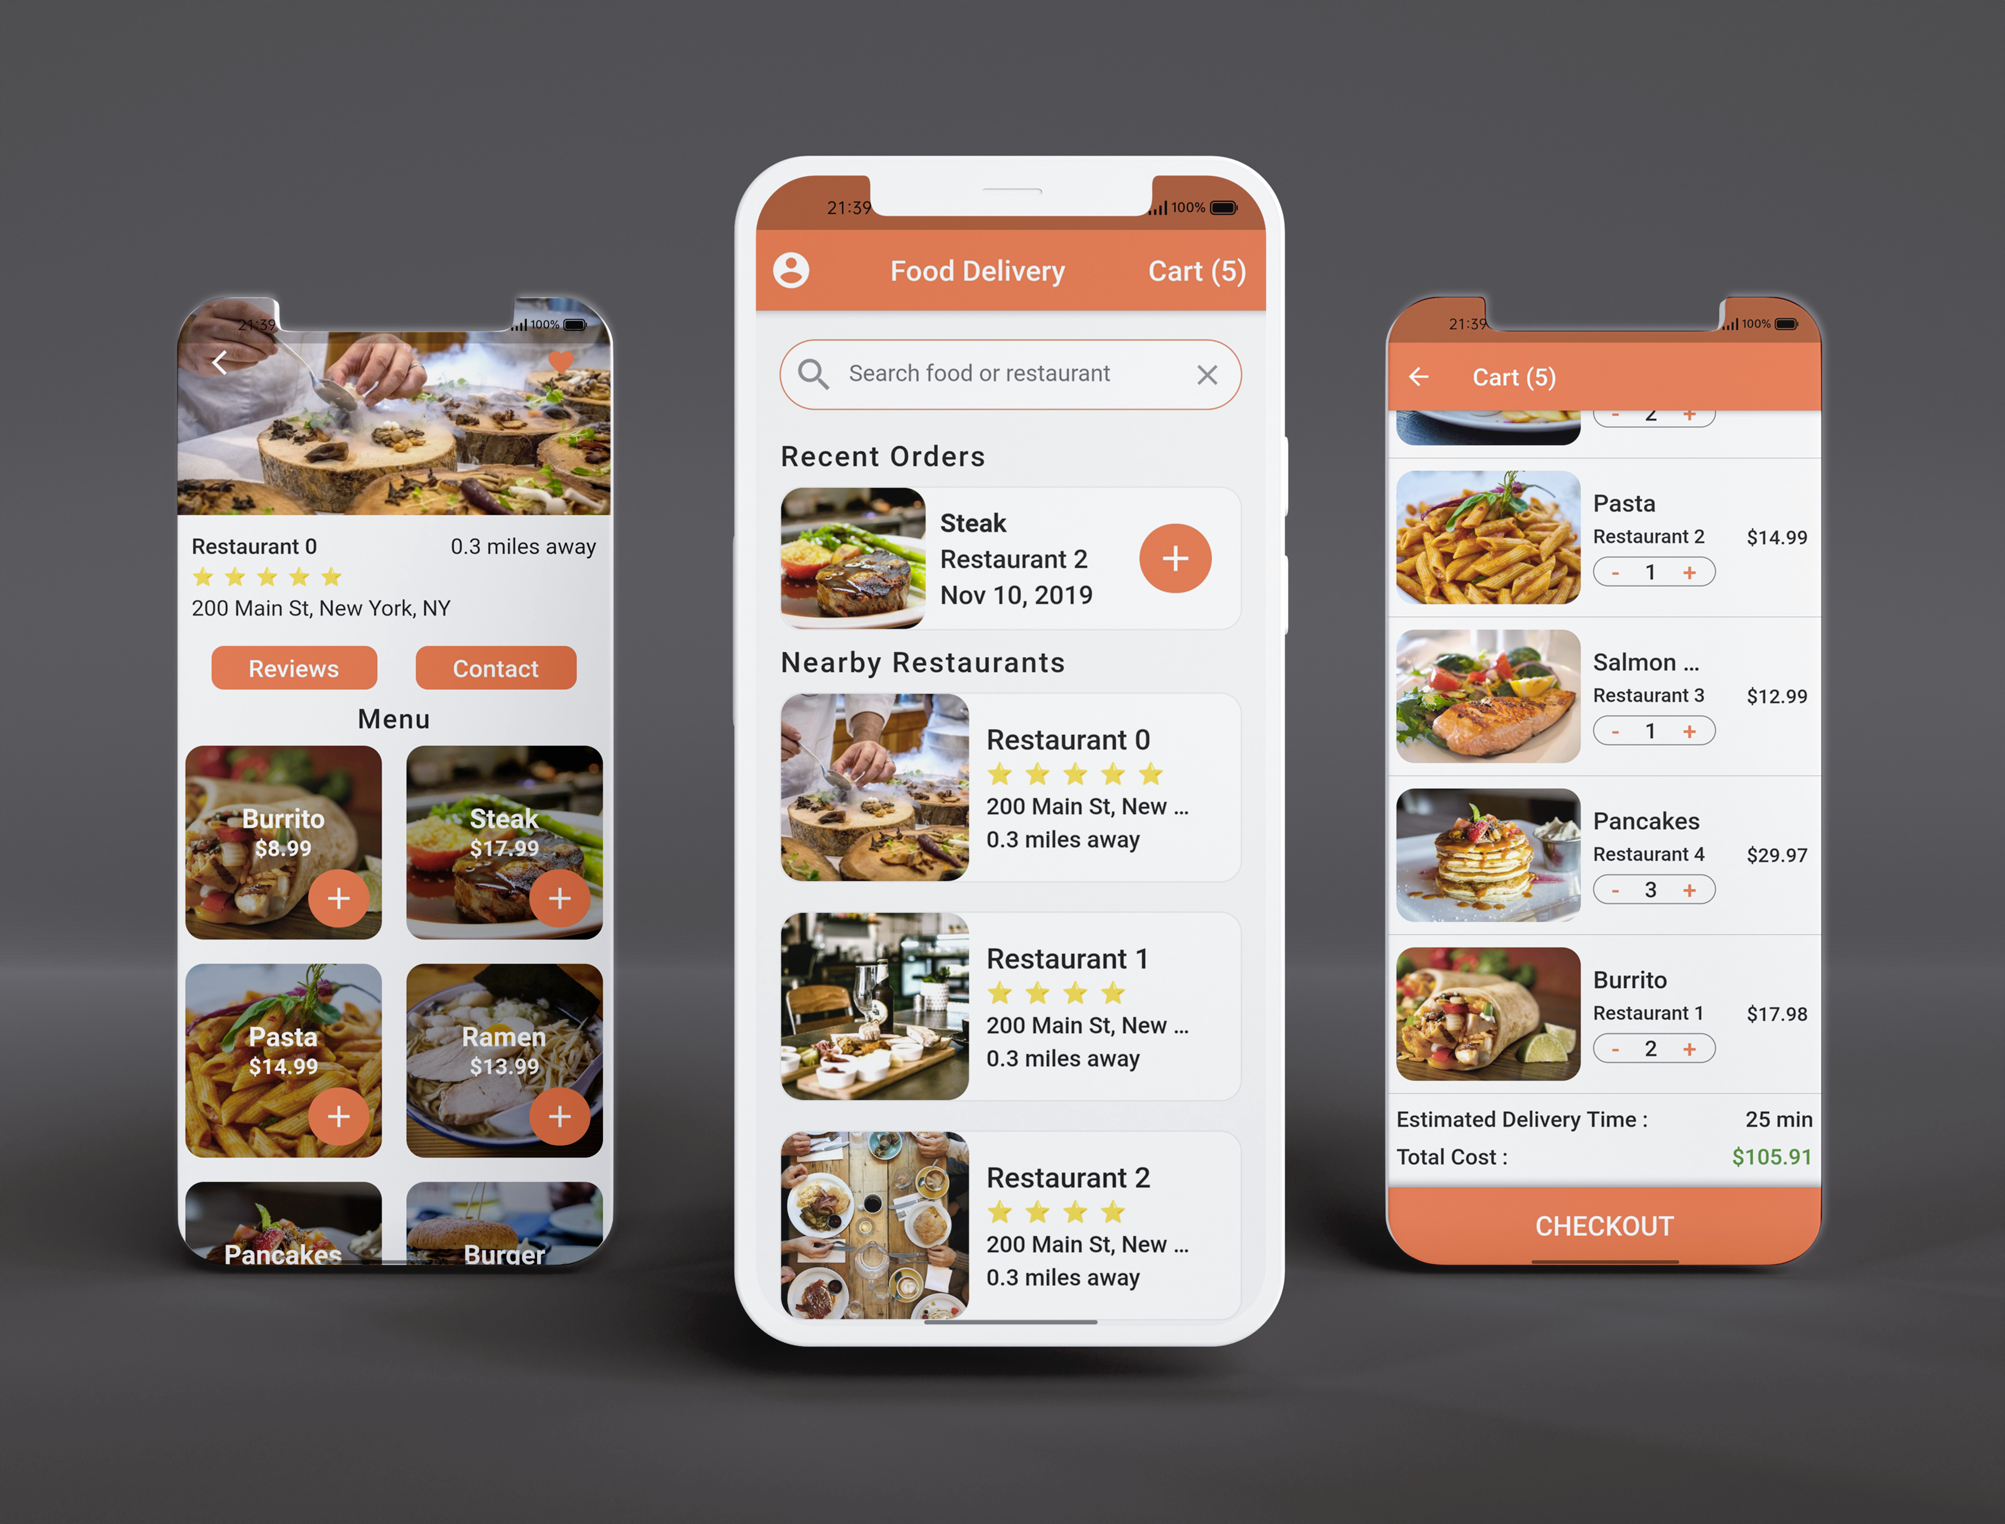 21:39
100%
Restaurant 0
0.3 miles away
200 Main St, New York, NY
Reviews
Contact
Menu
Burrito
$8.99
Steak
$17.99
Pasta
$14.99
Ramen
$13.99
Pancakes
Burger
21:39
100%
Food Delivery
Cart (5)
Search food or restaurant
Recent Orders
Steak
Restaurant 2
Nov 10, 2019
Nearby Restaurants
Restaurant 0
200 Main St, New ...
0.3 miles away
Restaurant 1
200 Main St, New ...
0.3 miles away
Restaurant 2
200 Main St, New ...
0.3 miles away
21:39
100%
Cart (5)
- 2 +
Pasta
Restaurant 2
$14.99
- 1 +
Salmon ...
Restaurant 3
$12.99
- 1 +
Pancakes
Restaurant 4
$29.97
- 3 +
Burrito
Restaurant 1
$17.98
- 2 +
Estimated Delivery Time : 25 min
Total Cost : $105.91
CHECKOUT